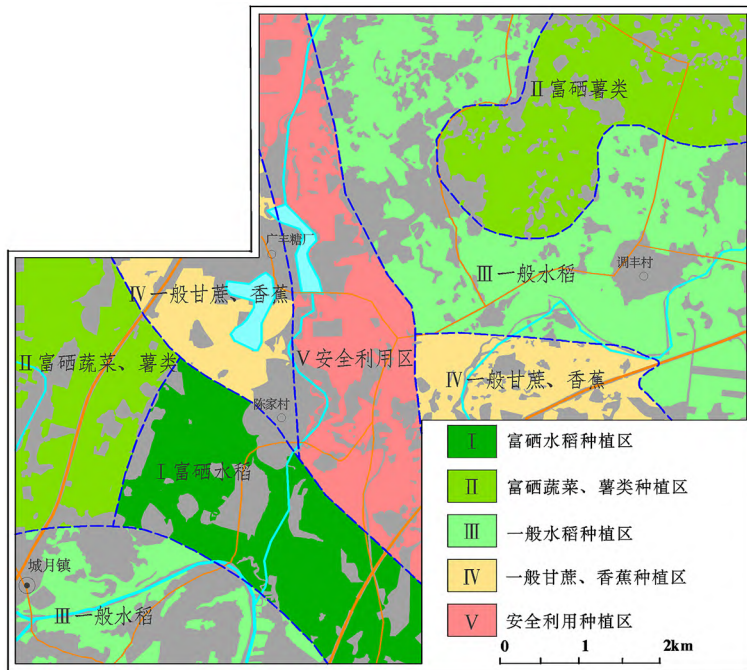 Ⅱ富硒薯类
广丰糖厂
Ⅲ一般水稻
调丰村
Ⅳ一般甘蔗、香蕉
Ⅱ富硒蔬菜、薯类
Ⅴ安全利用区
Ⅳ一般甘蔗、香蕉
陈家村
Ⅰ富硒水稻
城月镇
Ⅲ一般水稻
Ⅰ 富硒水稻种植区
Ⅱ 富硒蔬菜、薯类种植区
Ⅲ 一般水稻种植区
Ⅳ 一般甘蔗、香蕉种植区
Ⅴ 安全利用种植区
0 1 2km